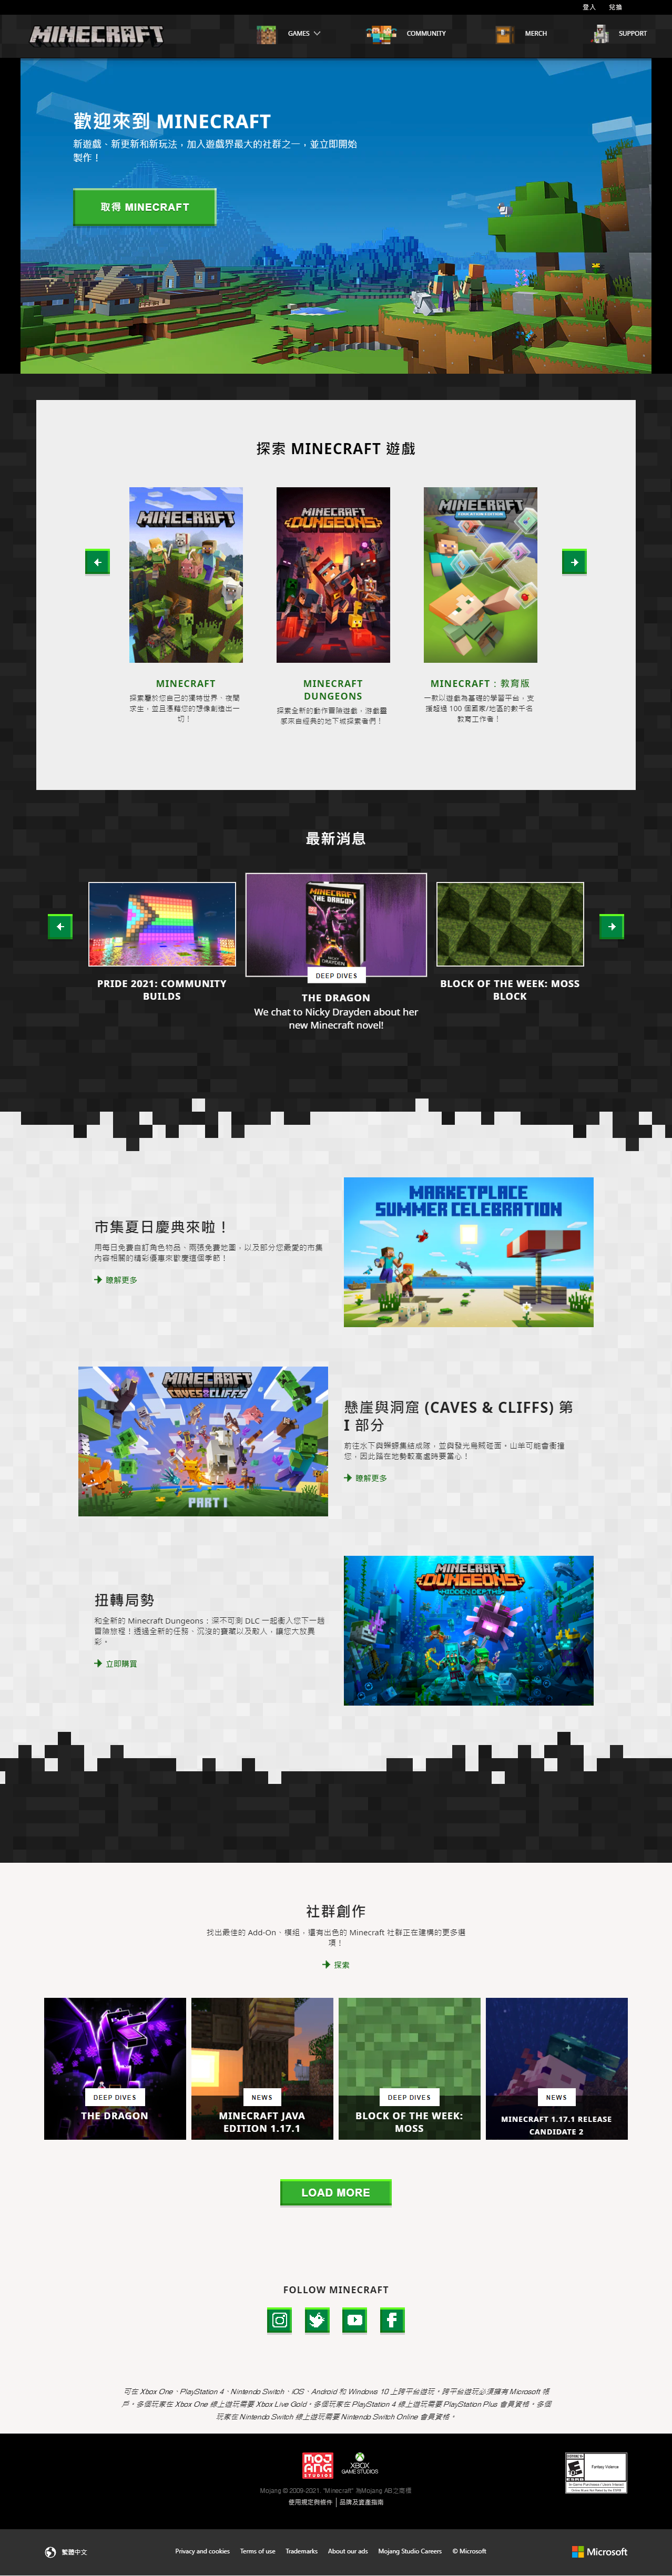 登入 兌換
MINECRAFT
GAMES COMMUNITY MERCH SUPPORT
歡迎來到 MINECRAFT
新遊戲、新更新和新玩法，加入遊戲界最大的社群之一，並立即開始
製作！
取得 MINECRAFT
探索 MINECRAFT 遊戲
MINECRAFT
MINECRAFT
DUNGEONS
MINECRAFT
EDUCATION EDITION
MINECRAFT
探索屬於您自己的獨特世界、夜間
求生，並且憑藉您的想像創造出一
切！
MINECRAFT
DUNGEONS
探索全新的動作冒險遊戲，游戲靈
感來自經典的地下城探索者們！
MINECRAFT：教育版
一款以遊戲為基礎的學習平台，支
援超過 100 個國家/地區的數千名
教育工作者！
最新消息
MINECRAFT
THE DRAGON
NICKY
DRAYDEN
DEEP DIVES
PRIDE 2021: COMMUNITY
BUILDS
THE DRAGON
We chat to Nicky Drayden about her
new Minecraft novel!
BLOCK OF THE WEEK: MOSS
BLOCK
MARKETPLACE
SUMMER CELEBRATION
市集夏日慶典來啦！
用每日免費自訂角色物品、兩張免費地圖，以及部分您最愛的市集
內容相關的精彩優惠來歡慶這個季節！
瞭解更多
MINECRAFT
CAVES & CLIFFS
PART I
懸崖與洞窟 (CAVES & CLIFFS) 第
I 部分
前往水下與蠑螈集結成隊，並與發光烏賊碰面。山羊可能會衝撞
您，因此踏在地勢較高處時要當心！
瞭解更多
MINECRAFT
DUNGEONS
HIDDEN DEPTHS
扭轉局勢
和全新的 Minecraft Dungeons：深不可測 DLC 一起衝入您下一趟
冒險旅程！透過全新的任務、沉沒的寶藏以及敵人，讓您大放異
彩。
立即購買
社群創作
找出最佳的 Add-On、模組，還有出色的 Minecraft 社群正在建構的更多選
項！
探索
DEEP DIVES
THE DRAGON
NEWS
MINECRAFT JAVA
EDITION 1.17.1
DEEP DIVES
BLOCK OF THE WEEK:
MOSS
NEWS
MINECRAFT 1.17.1 RELEASE
CANDIDATE 2
LOAD MORE
FOLLOW MINECRAFT
可在 Xbox One、PlayStation 4、Nintendo Switch、iOS、Android 和 Windows 10 上跨平台遊玩。跨平台遊玩必須擁有 Microsoft 帳
戶。多個玩家在 Xbox One 線上遊玩需要 Xbox Live Gold。多個玩家在 PlayStation 4 線上遊玩需要 PlayStation Plus 會員資格。多個
玩家在 Nintendo Switch 線上遊玩需要 Nintendo Switch Online 會員資格。
MOJANG
STUDIOS
XBOX
GAME STUDIOS
EVERYONE 10+
Fantasy Violence
Mojang © 2009-2021. "Minecraft" 為Mojang AB之商標
使用規定與條件 | 品牌及資產指南
繁體中文
Privacy and cookies Terms of use Trademarks About our ads Mojang Studio Careers © Microsoft
Microsoft